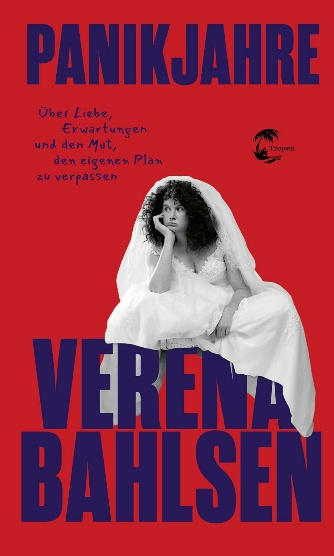 PANIKJAHRE
Über Liebe,
Erwartungen
und den Mut,
den eigenen Plan
zu verpassen
Tropen
VERENA
BAHLSEN